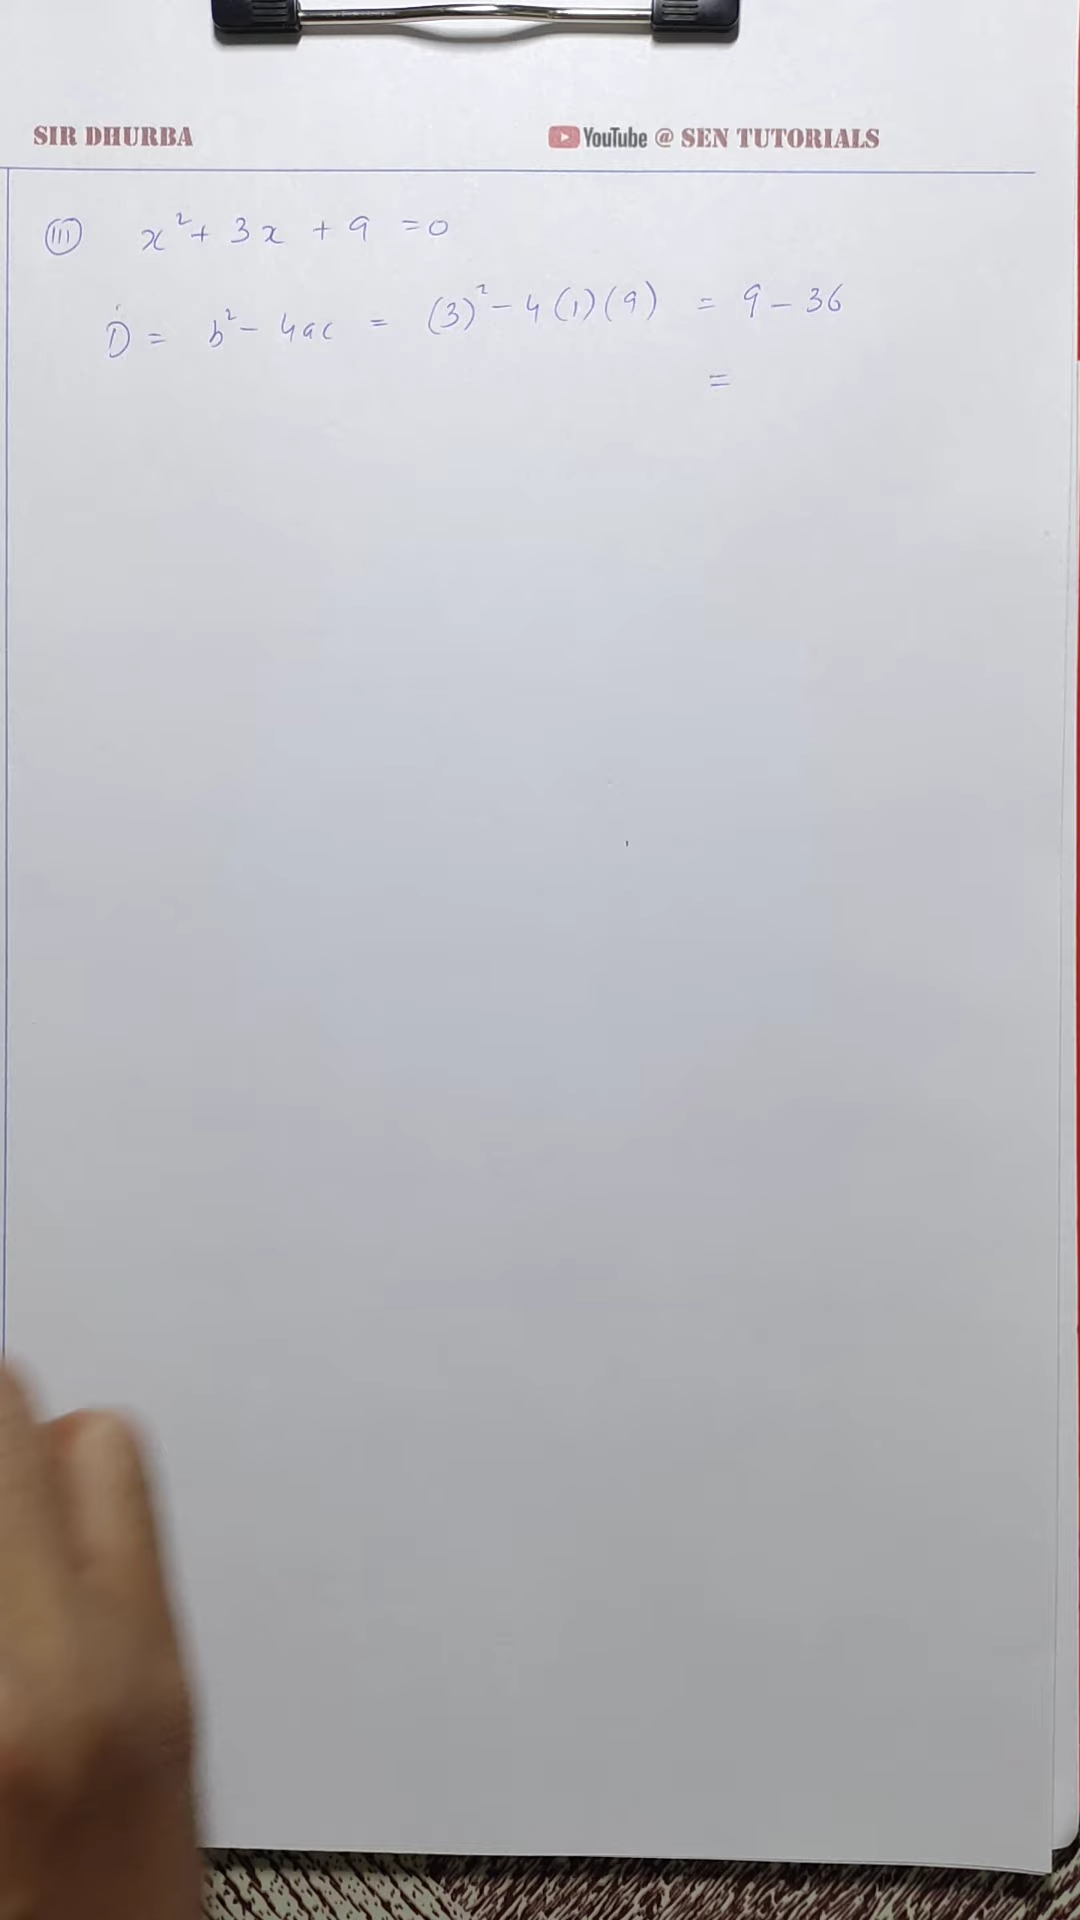 SIR DHURBA
YouTube @ SEN TUTORIALS
(iii) x² + 3x + 9 = 0
D = b² - 4ac = (3)² - 4(1)(9) = 9 - 36
=